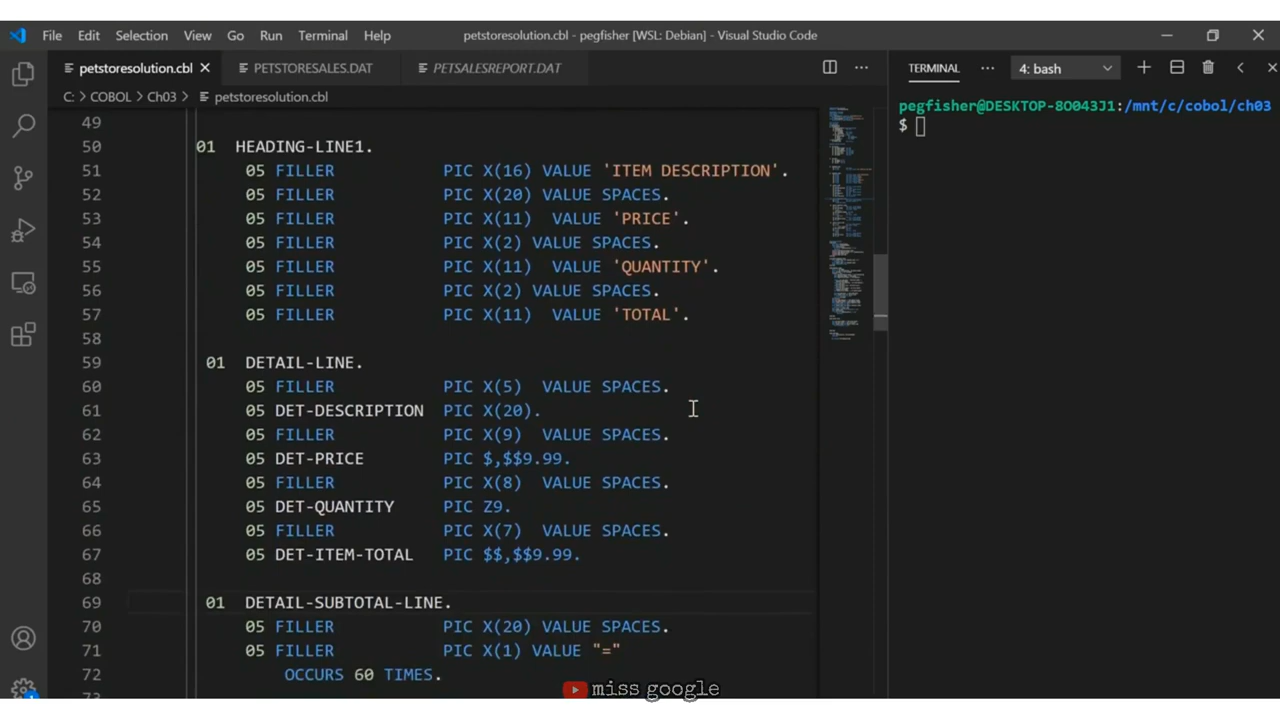 File Edit Selection View Go Run Terminal Help petstoresolution.cbl - pegfisher [WSL: Debian] - Visual Studio Code
petstoresolution.cbl PETSTORESALES.DAT PETSALESREPORT.DAT
C: > COBOL > Ch03 > petstoresolution.cbl
49
50 01 HEADING-LINE1.
51 05 FILLER PIC X(16) VALUE 'ITEM DESCRIPTION'.
52 05 FILLER PIC X(20) VALUE SPACES.
53 05 FILLER PIC X(11) VALUE 'PRICE'.
54 05 FILLER PIC X(2) VALUE SPACES.
55 05 FILLER PIC X(11) VALUE 'QUANTITY'.
56 05 FILLER PIC X(2) VALUE SPACES.
57 05 FILLER PIC X(11) VALUE 'TOTAL'.
58
59 01 DETAIL-LINE.
60 05 FILLER PIC X(5) VALUE SPACES.
61 05 DET-DESCRIPTION PIC X(20).
62 05 FILLER PIC X(9) VALUE SPACES.
63 05 DET-PRICE PIC $,$$9.99.
64 05 FILLER PIC X(8) VALUE SPACES.
65 05 DET-QUANTITY PIC Z9.
66 05 FILLER PIC X(7) VALUE SPACES.
67 05 DET-ITEM-TOTAL PIC $$,$$9.99.
68
69 01 DETAIL-SUBTOTAL-LINE.
70 05 FILLER PIC X(20) VALUE SPACES.
71 05 FILLER PIC X(1) VALUE "="
72 OCCURS 60 TIMES.
TERMINAL 4: bash
pegfisher@DESKTOP-8O043J1:/mnt/c/cobol/ch03
$
miss google